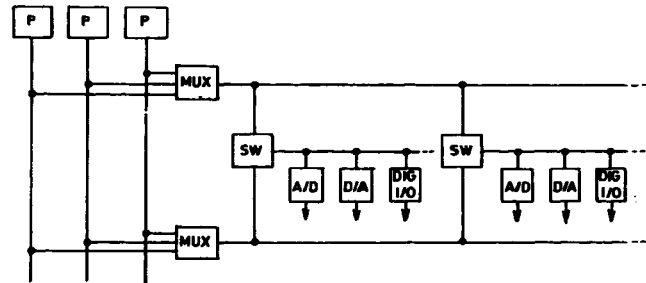 P P P
MUX
SW SW
A/D D/A DIG I/O A/D D/A DIG I/O
MUX